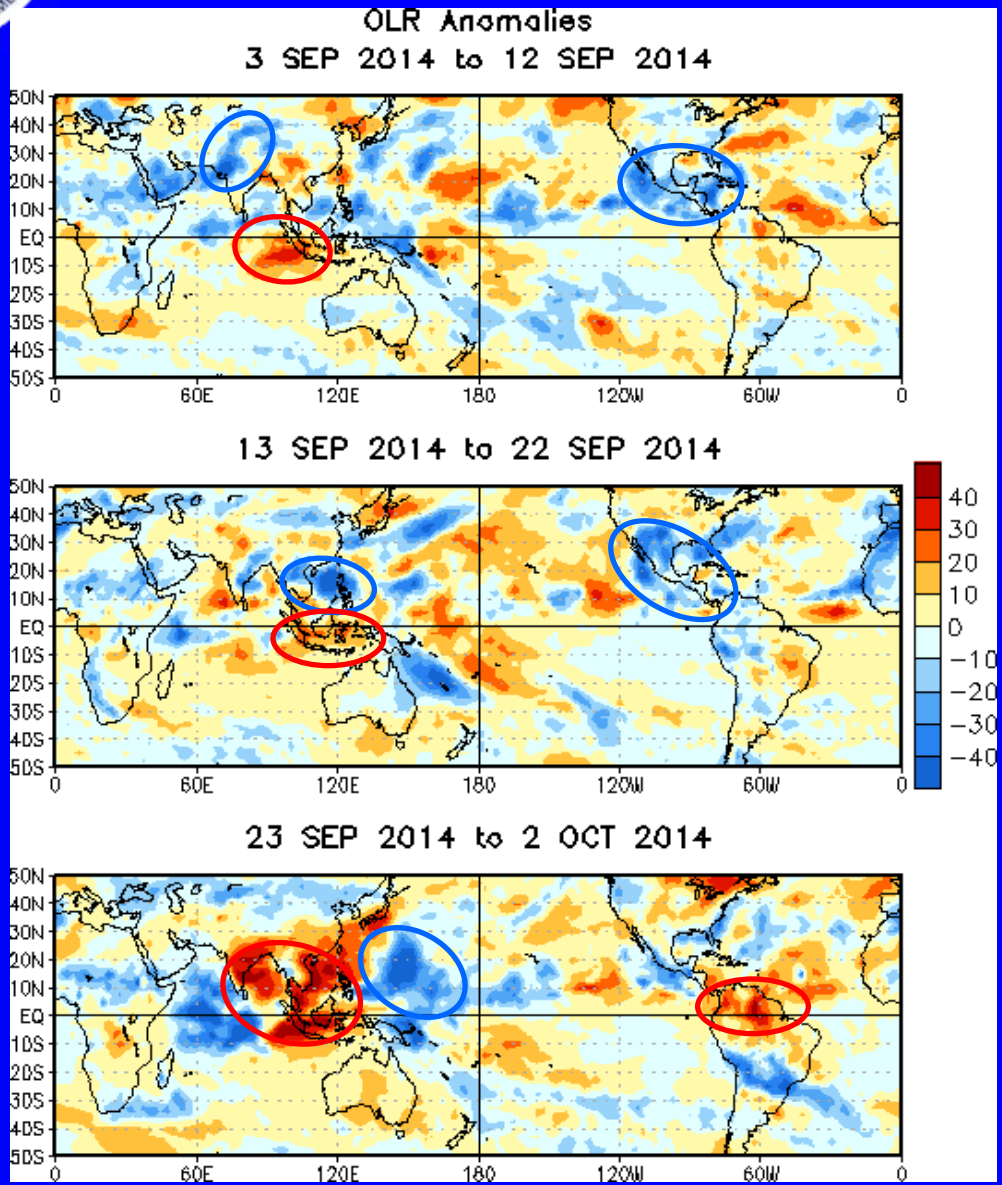 OLR Anomalies
3 SEP 2014 to 12 SEP 2014
50N
40N
30N
20N
10N
EQ
10S
20S
30S
40S
50S
0 60E 120E 180 120W 60W 0
13 SEP 2014 to 22 SEP 2014
50N
40N
30N
20N
10N
EQ
10S
20S
30S
40S
50S
0 60E 120E 180 120W 60W 0
40
30
20
10
0
-10
-20
-30
-40
23 SEP 2014 to 2 OCT 2014
50N
40N
30N
20N
10N
EQ
10S
20S
30S
40S
50S
0 60E 120E 180 120W 60W 0